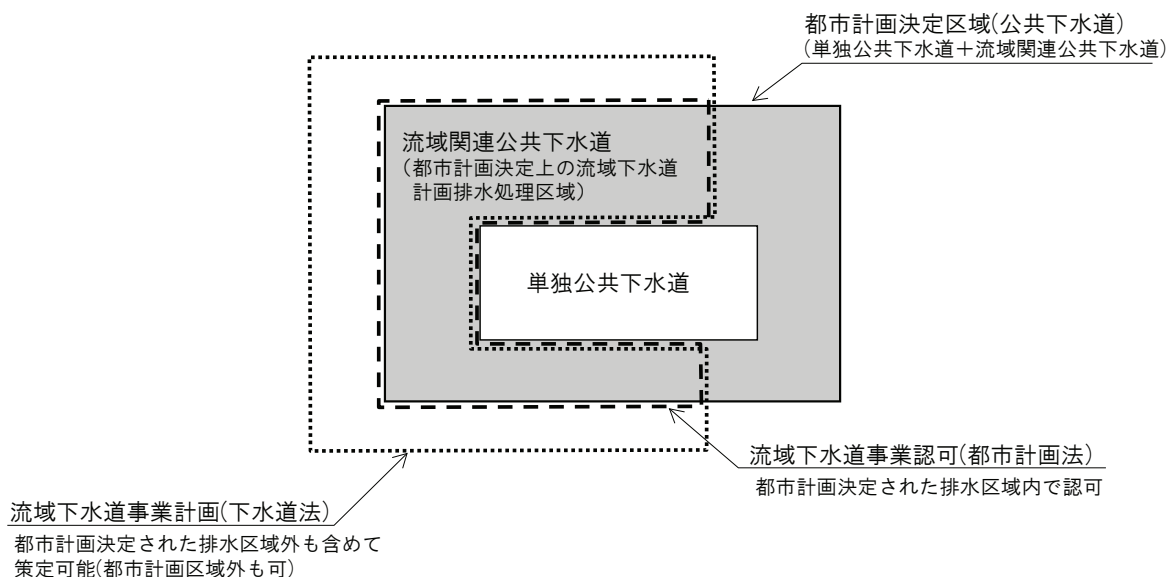 都市計画決定区域(公共下水道)
(単独公共下水道＋流域関連公共下水道)
流域関連公共下水道
(都市計画決定上の流域下水道
計画排水処理区域)
単独公共下水道
流域下水道事業認可(都市計画法)
都市計画決定された排水区域内で認可
流域下水道事業計画(下水道法)
都市計画決定された排水区域外も含めて
策定可能(都市計画区域外も可)